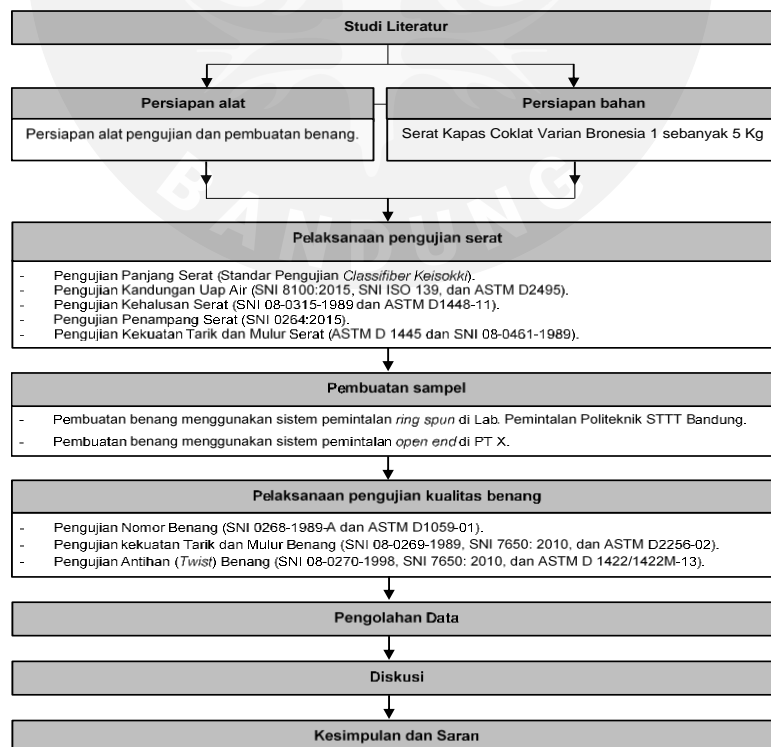 Studi Literatur
Persiapan alat
Persiapan alat pengujian dan pembuatan benang.
Persiapan bahan
Serat Kapas Coklat Varian Bronesia 1 sebanyak 5 Kg
BANDUNG
Pelaksanaan pengujian serat
- Pengujian Panjang Serat (Standar Pengujian Classifiber Keisokki).
- Pengujian Kandungan Uap Air (SNI 8100:2015, SNI ISO 139, dan ASTM D2495).
- Pengujian Kehalusan Serat (SNI 08-0315-1989 dan ASTM D1448-11).
- Pengujian Penampang Serat (SNI 0264:2015).
- Pengujian Kekuatan Tarik dan Mulur Serat (ASTM D 1445 dan SNI 08-0461-1989).
Pembuatan sampel
- Pembuatan benang menggunakan sistem pemintalan ring spun di Lab. Pemintalan Politeknik STTT Bandung.
- Pembuatan benang menggunakan sistem pemintalan open end di PT X.
Pelaksanaan pengujian kualitas benang
- Pengujian Nomor Benang (SNI 0268-1989-A dan ASTM D1059-01).
- Pengujian kekuatan Tarik dan Mulur Benang (SNI 08-0269-1989, SNI 7650: 2010, dan ASTM D2256-02).
- Pengujian Antihan (Twist) Benang (SNI 08-0270-1998, SNI 7650: 2010, dan ASTM D 1422/1422M-13).
Pengolahan Data
Diskusi
Kesimpulan dan Saran